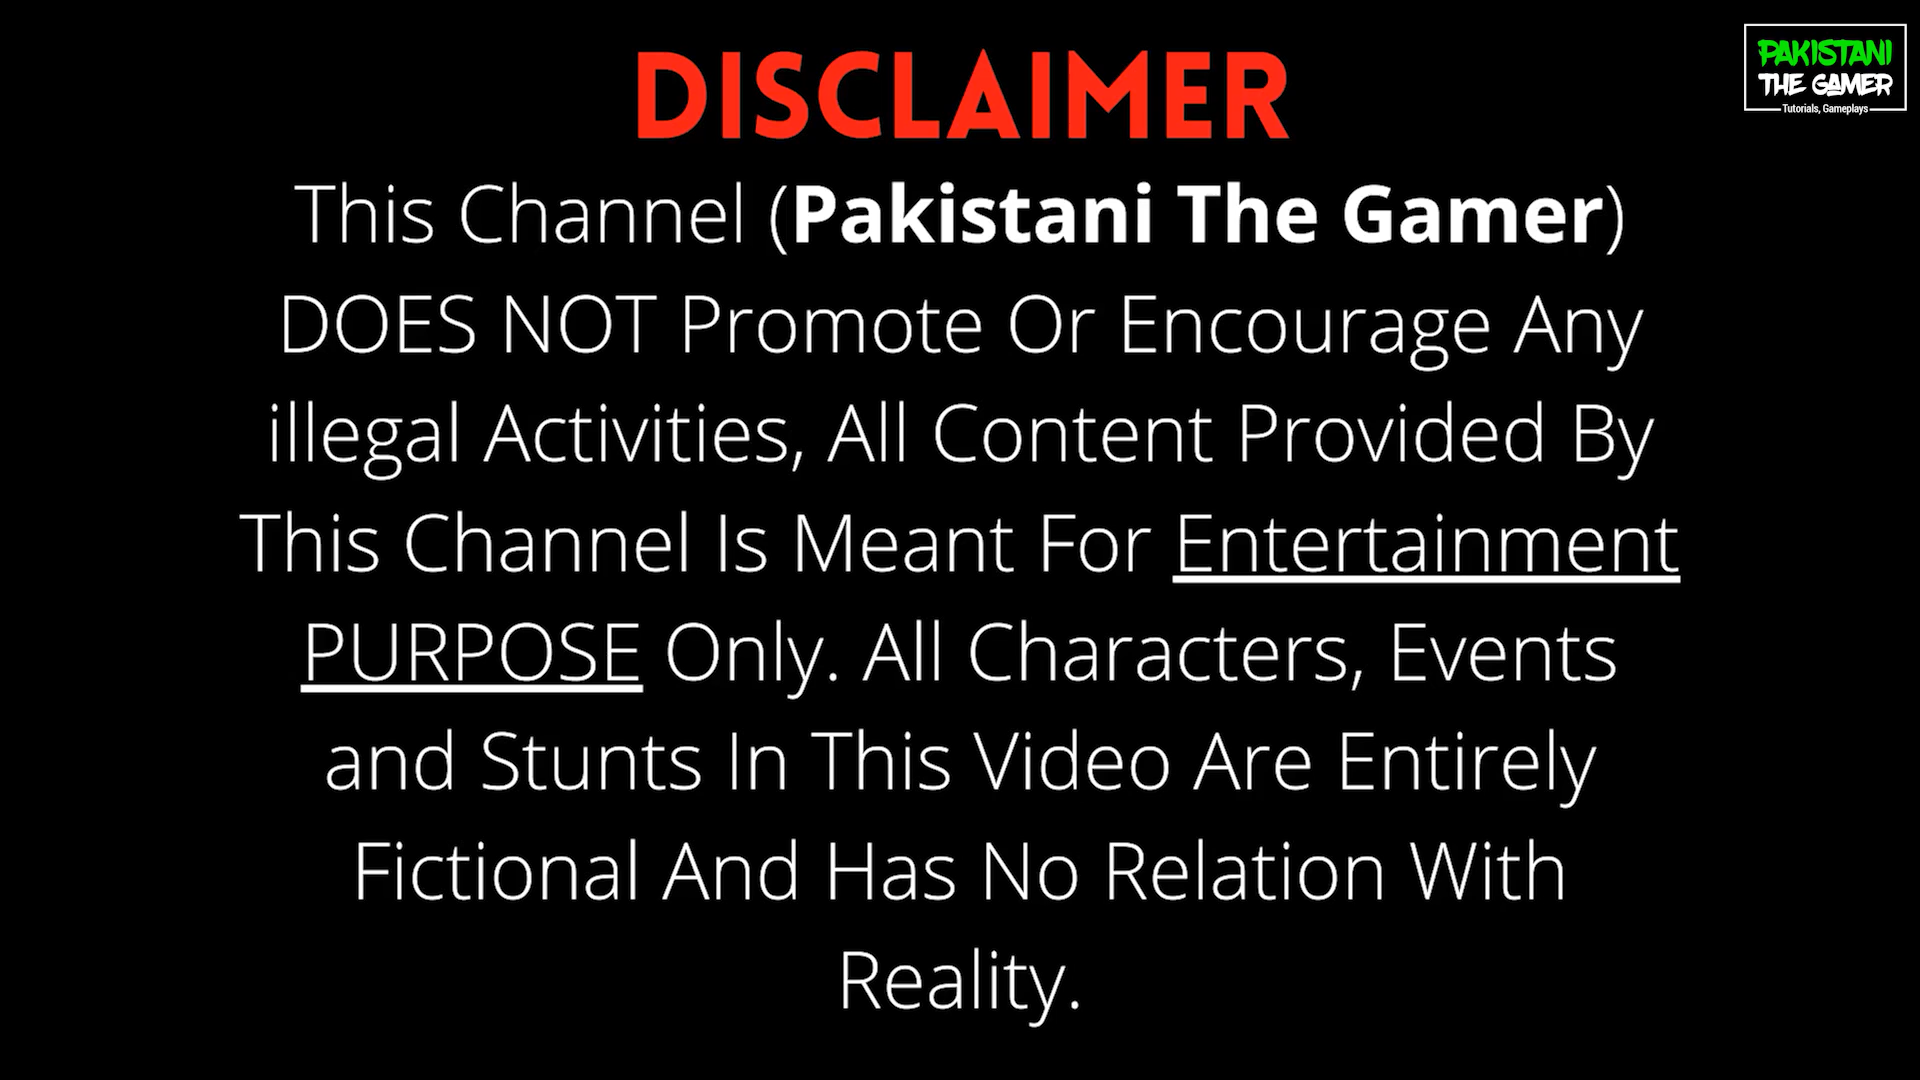 DISCLAIMER
PAKISTANI
THE GAMER
Tutorials, Gameplays
This Channel (Pakistani The Gamer)
DOES NOT Promote Or Encourage Any
illegal Activities, All Content Provided By
This Channel Is Meant For Entertainment
PURPOSE Only. All Characters, Events
and Stunts In This Video Are Entirely
Fictional And Has No Relation With
Reality.